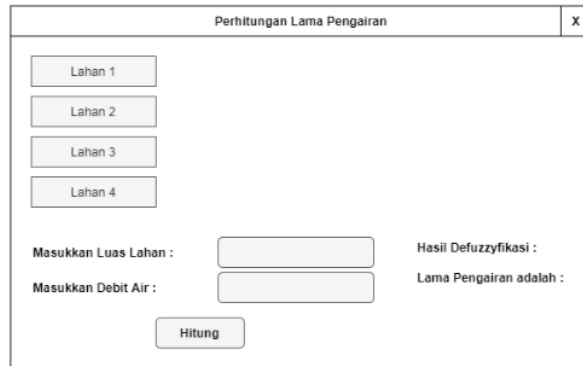 Perhitungan Lama Pengairan
X
Lahan 1
Lahan 2
Lahan 3
Lahan 4
Masukkan Luas Lahan :
Hasil Defuzzyfikasi :
Masukkan Debit Air :
Lama Pengairan adalah :
Hitung